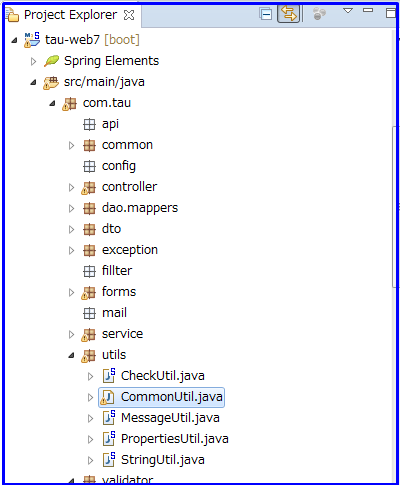 Project Explorer
tau-web7 [boot]
Spring Elements
src/main/java
com.tau
api
common
config
controller
dao.mappers
dto
exception
fillter
forms
mail
service
utils
CheckUtil.java
CommonUtil.java
MessageUtil.java
PropertiesUtil.java
StringUtil.java
validator